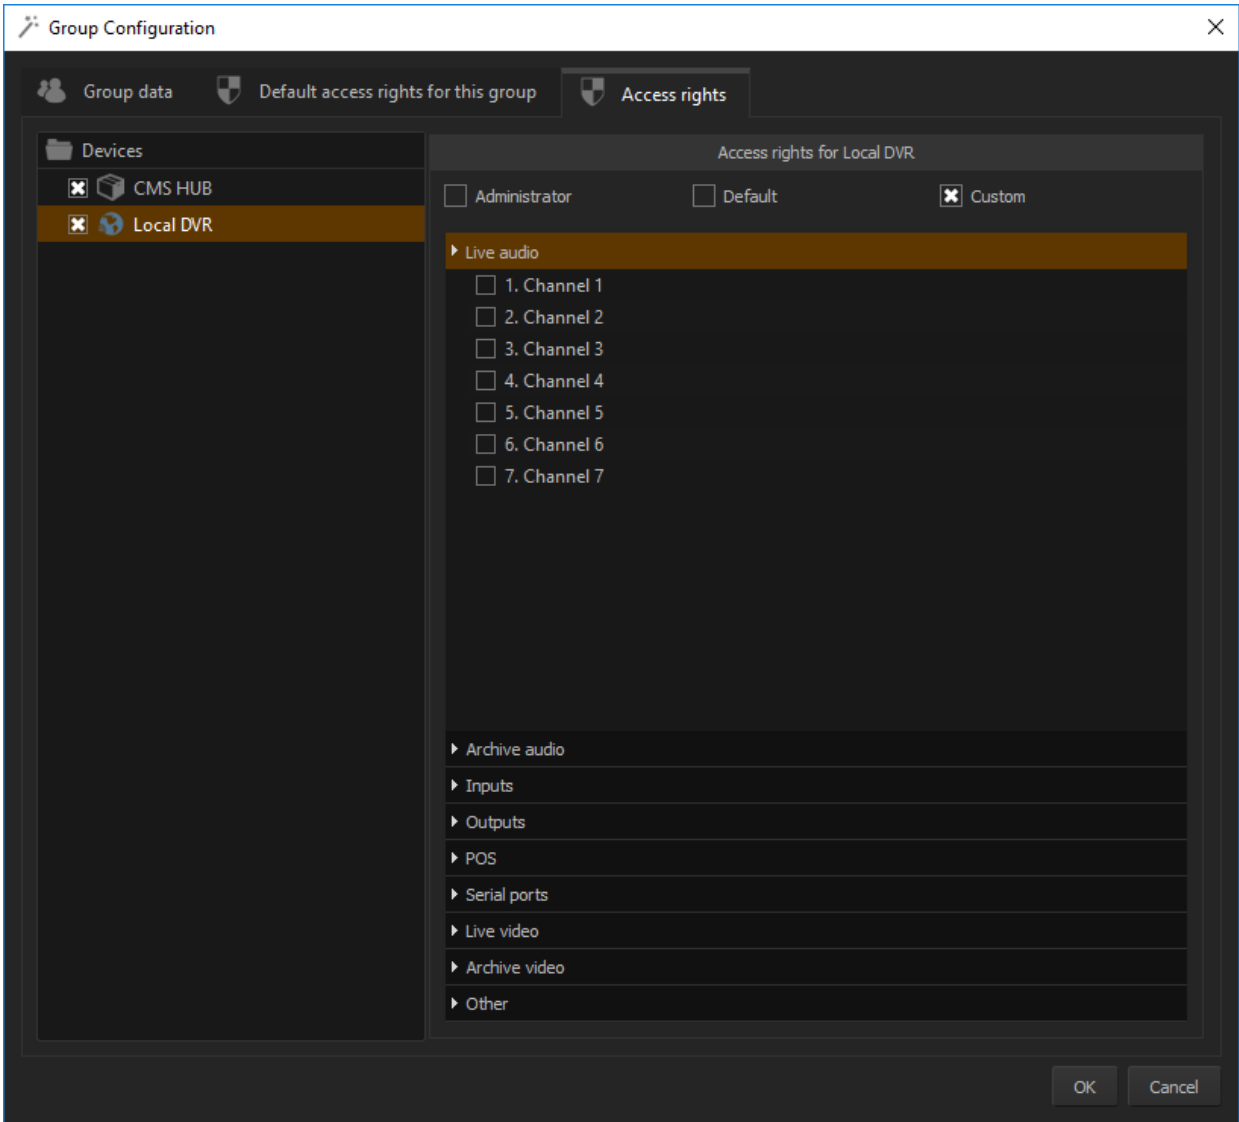 Group Configuration
Group data
Default access rights for this group
Access rights
Devices
CMS HUB
Local DVR
Access rights for Local DVR
Administrator
Default
Custom
Live audio
1. Channel 1
2. Channel 2
3. Channel 3
4. Channel 4
5. Channel 5
6. Channel 6
7. Channel 7
Archive audio
Inputs
Outputs
POS
Serial ports
Live video
Archive video
Other
OK
Cancel